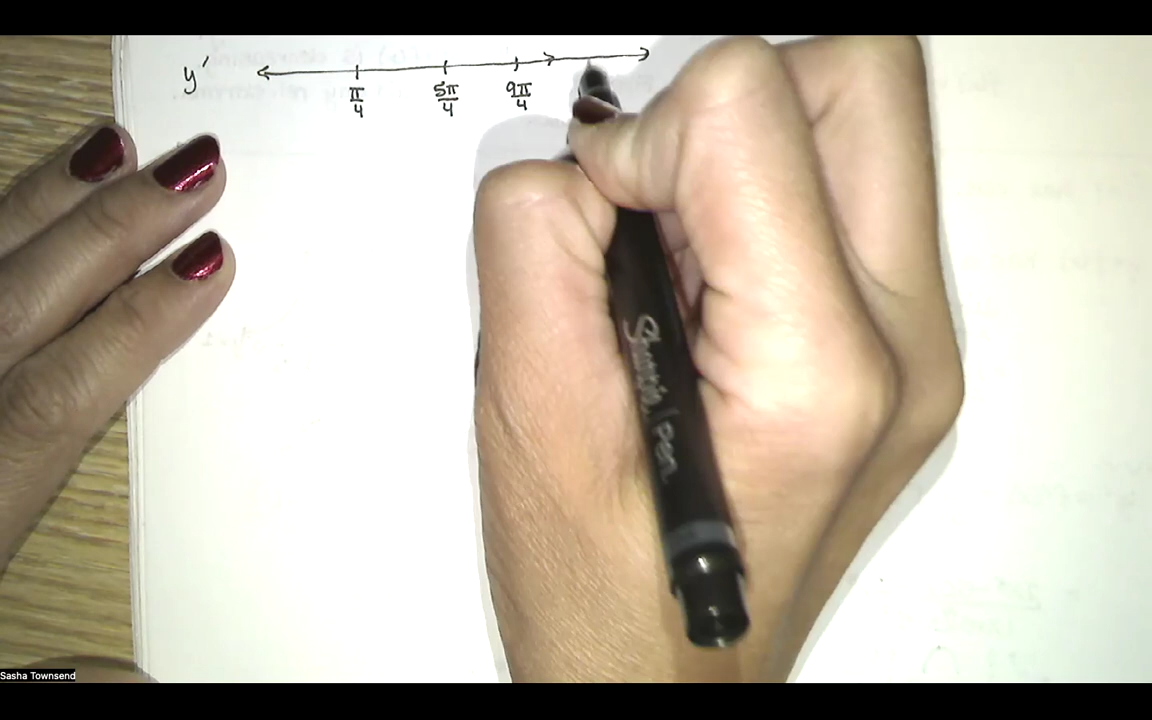 y'
π/4 5π/4 9π/4
Sharpie/pen
Sasha Townsend